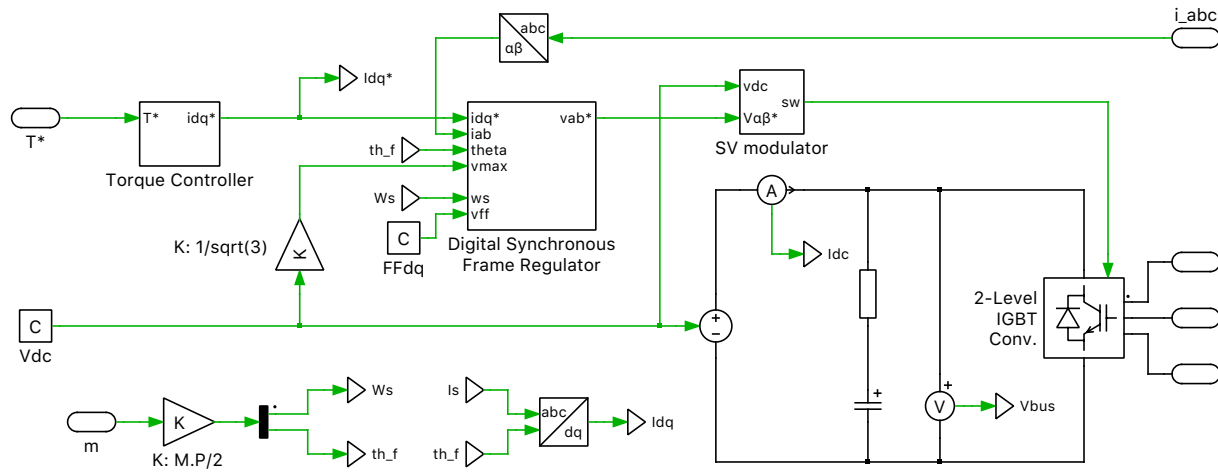 i_abc
abc
αβ
Idq*
vdc
sw
Vαβ*
SV modulator
T*
T*
idq*
Torque Controller
idq*
vab*
iab
theta
vmax
ws
vff
th_f
Ws
C
FFdq
Digital Synchronous
Frame Regulator
K: 1/sqrt(3)
K
A
Idc
2-Level
IGBT
Conv.
C
Vdc
+
−
+
+
V
Vbus
m
K
K: M.P/2
Ws
th_f
Is
th_f
abc
dq
Idq